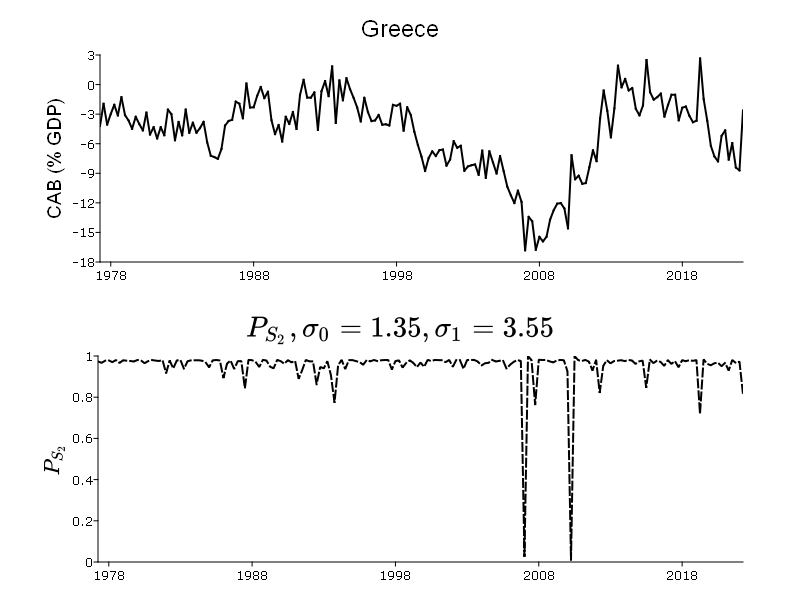 Greece
CAB (% GDP)
3
0
−3
−6
−9
−12
−15
−18
1978 1988 1998 2008 2018
P_{S_2}, σ_0 = 1.35, σ_1 = 3.55
P_{S_2}
1
0.8
0.6
0.4
0.2
0
1978 1988 1998 2008 2018